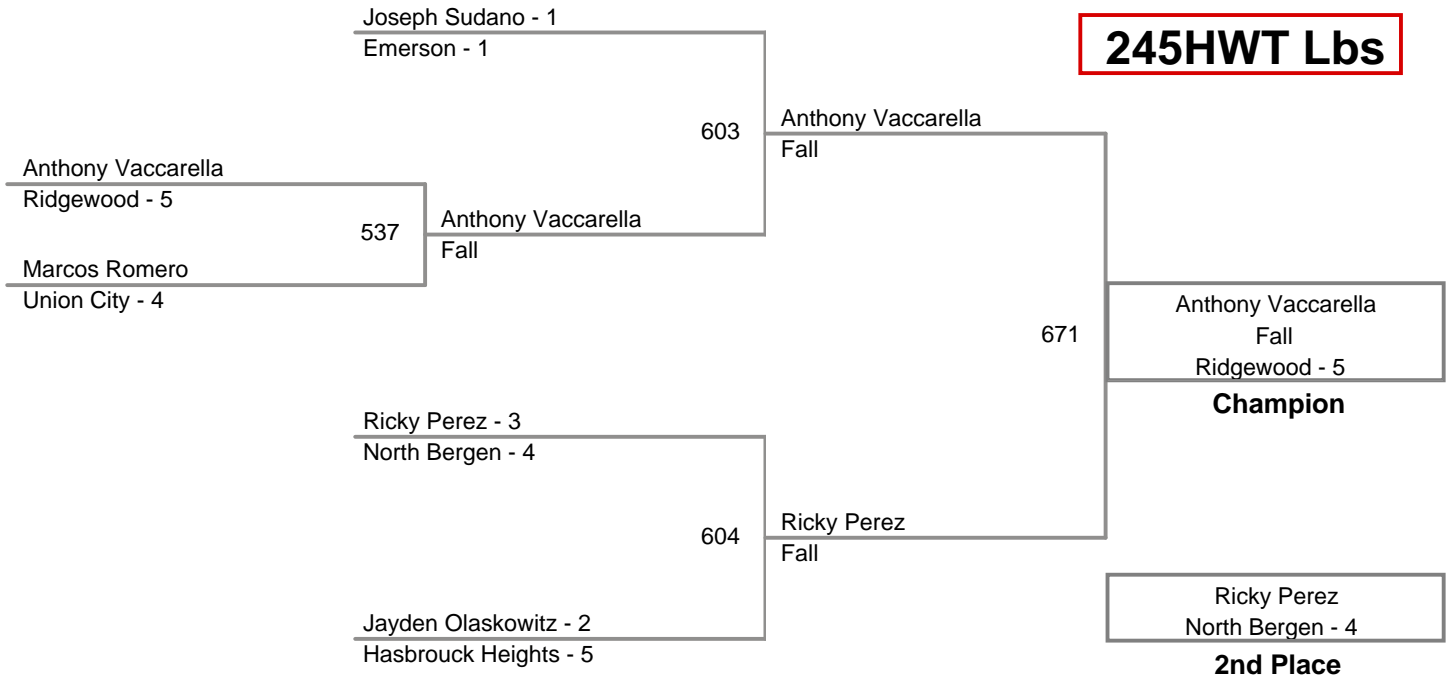 Joseph Sudano - 1
Emerson - 1
245HWT Lbs
603
Anthony Vaccarella
Fall
Anthony Vaccarella
Ridgewood - 5
537
Anthony Vaccarella
Fall
Marcos Romero
Union City - 4
671
Anthony Vaccarella
Fall
Ridgewood - 5
Champion
Ricky Perez - 3
North Bergen - 4
604
Ricky Perez
Fall
Jayden Olaskowitz - 2
Hasbrouck Heights - 5
Ricky Perez
North Bergen - 4
2nd Place